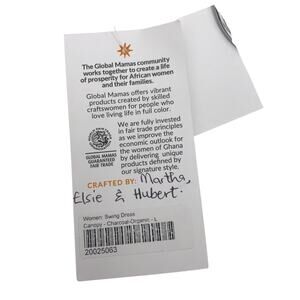 The Global Mamas community
works together to create a life
of prosperity for African women
and their families.
Global Mamas offers vibrant
products created by skilled
craftswomen for people who
love living life in full color.
We are fully invested
in fair trade principles
as we improve the
economic outlook for
the women of Ghana
by delivering unique
products defined by
our signature style.
GLOBAL MAMAS
GUARANTEED
FAIR TRADE
CRAFTED BY: Martha,
Elsie & Hubert.
Women: Swing Dress
Canopy - Charcoal-Organic - L
20025063